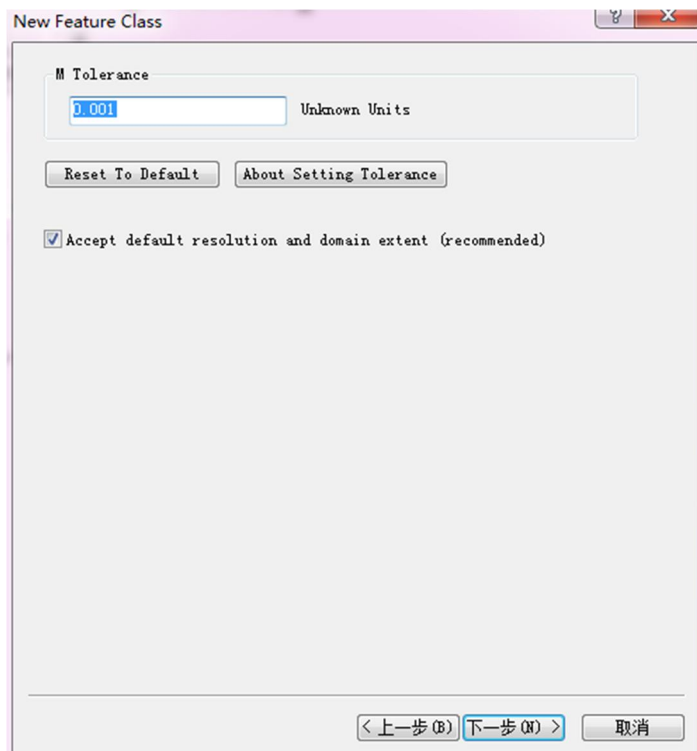 New Feature Class
M Tolerance
0.001 Unknown Units
Reset To Default About Setting Tolerance
Accept default resolution and domain extent (recommended)
< 上一步(B) 下一步(N) > 取消